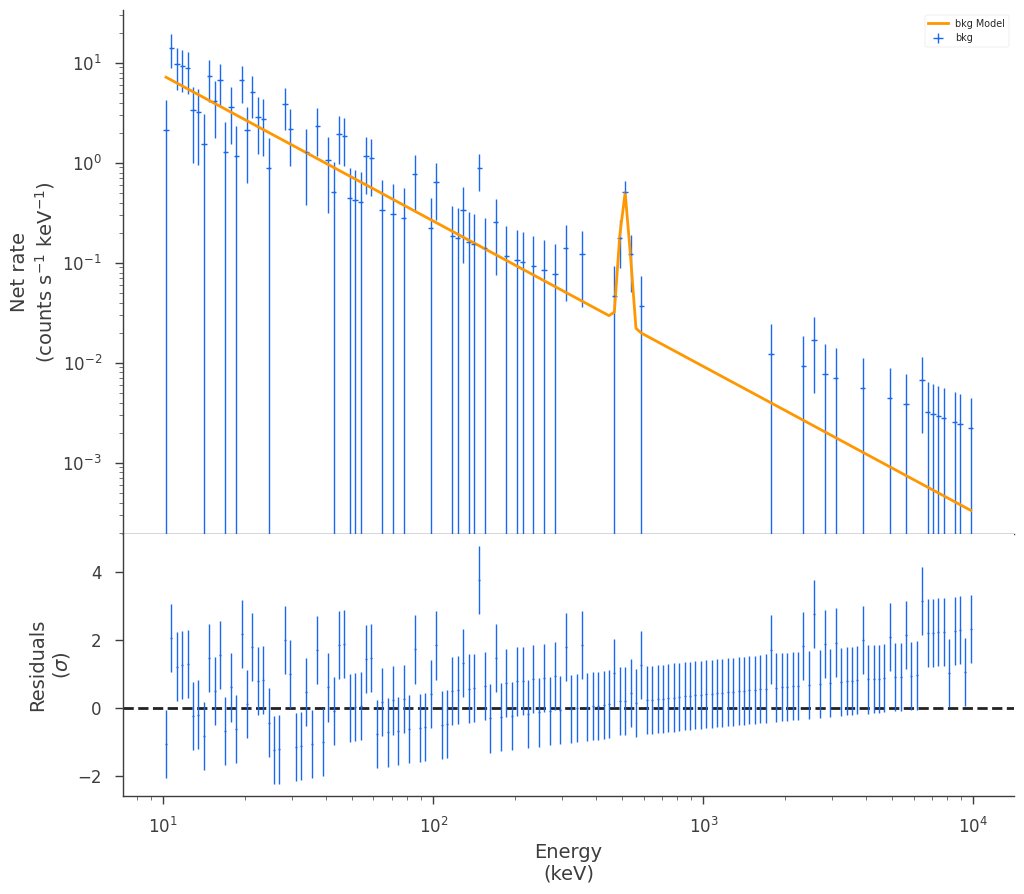 bkg Model
bkg
Net rate
(counts s⁻¹ keV⁻¹)
10¹
10⁰
10⁻¹
10⁻²
10⁻³
Residuals
(σ)
4
2
0
−2
10¹ 10² 10³ 10⁴
Energy
(keV)